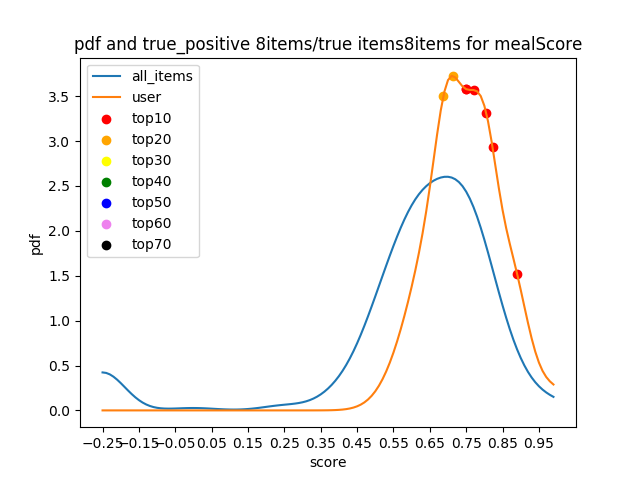 pdf and true_positive 8items/true items8items for mealScore
all_items
user
top10
top20
top30
top40
top50
top60
top70
pdf
3.5
3.0
2.5
2.0
1.5
1.0
0.5
0.0
−0.25 −0.15 −0.05 0.05 0.15 0.25 0.35 0.45 0.55 0.65 0.75 0.85 0.95
score